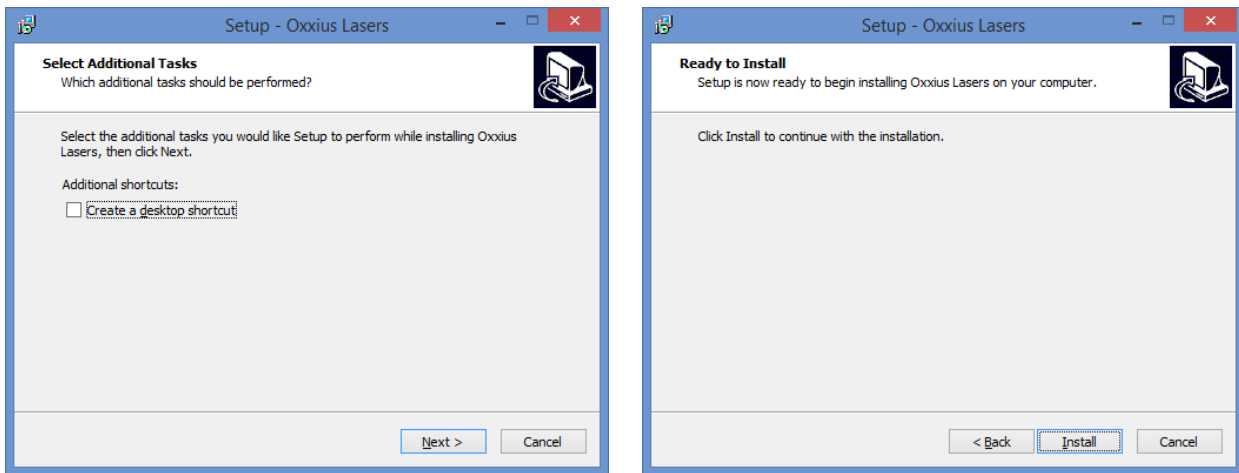 Setup - Oxxius Lasers
Select Additional Tasks
Which additional tasks should be performed?
Select the additional tasks you would like Setup to perform while installing Oxxius
Lasers, then click Next.
Additional shortcuts:
Create a desktop shortcut
Next >
Cancel
Setup - Oxxius Lasers
Ready to Install
Setup is now ready to begin installing Oxxius Lasers on your computer.
Click Install to continue with the installation.
< Back
Install
Cancel